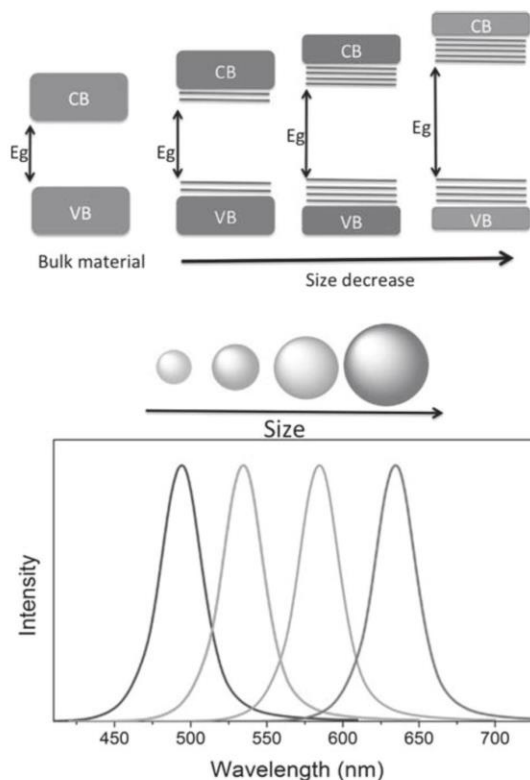 CB
CB
CB
CB
Eg
Eg
Eg
Eg
VB
VB
VB
VB
Bulk material
Size decrease
Size
Intensity
450 500 550 600 650 700
Wavelength (nm)